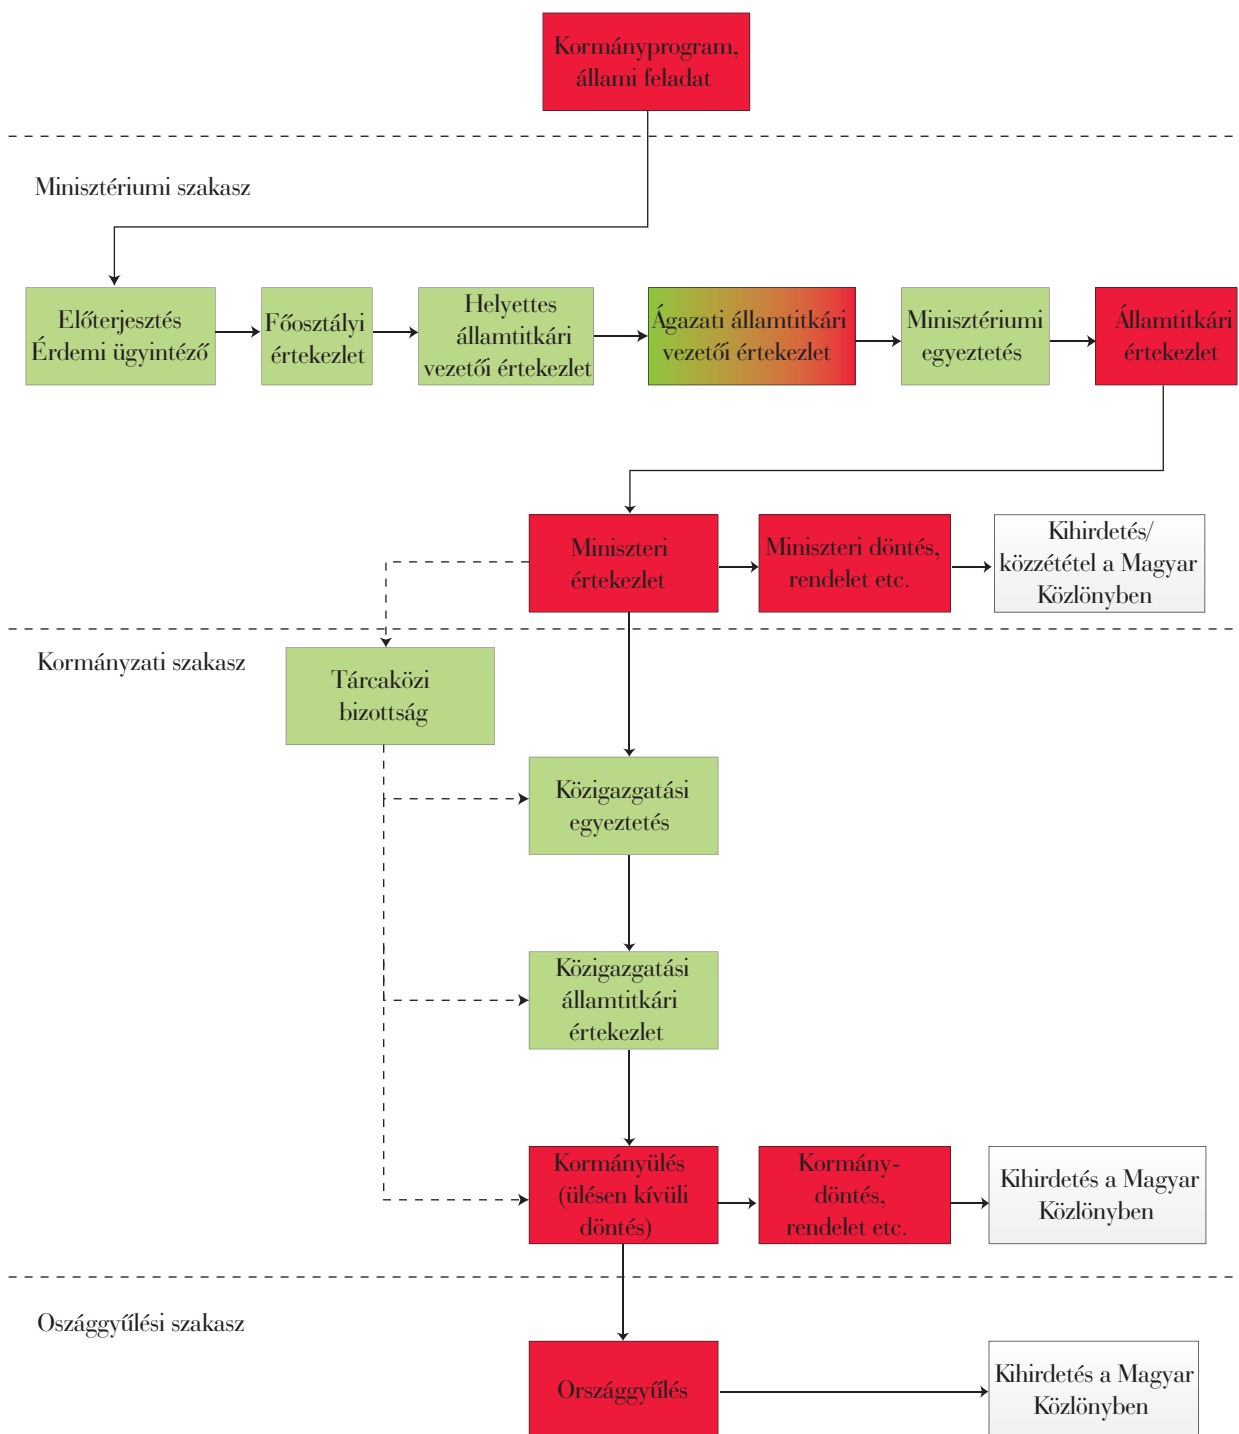 Kormányprogram,
állami feladat
Minisztériumi szakasz
Előterjesztés
Érdemi ügyintéző
Főosztályi
értekezlet
Helyettes
államtitkári
vezetői értekezlet
Ágazati államtitkári
vezetői értekezlet
Minisztériumi
egyeztetés
Államtitkári
értekezlet
Miniszteri
értekezlet
Miniszteri döntés,
rendelet etc.
Kihirdetés/
közzététel a Magyar
Közlönyben
Kormányzati szakasz
Tárcaközi
bizottság
Közigazgatási
egyeztetés
Közigazgatási
államtitkári
értekezlet
Kormányülés
(ülésen kívüli
döntés)
Kormány-
döntés,
rendelet etc.
Kihirdetés a Magyar
Közlönyben
Oszággyűlési szakasz
Országgyűlés
Kihirdetés a Magyar
Közlönyben